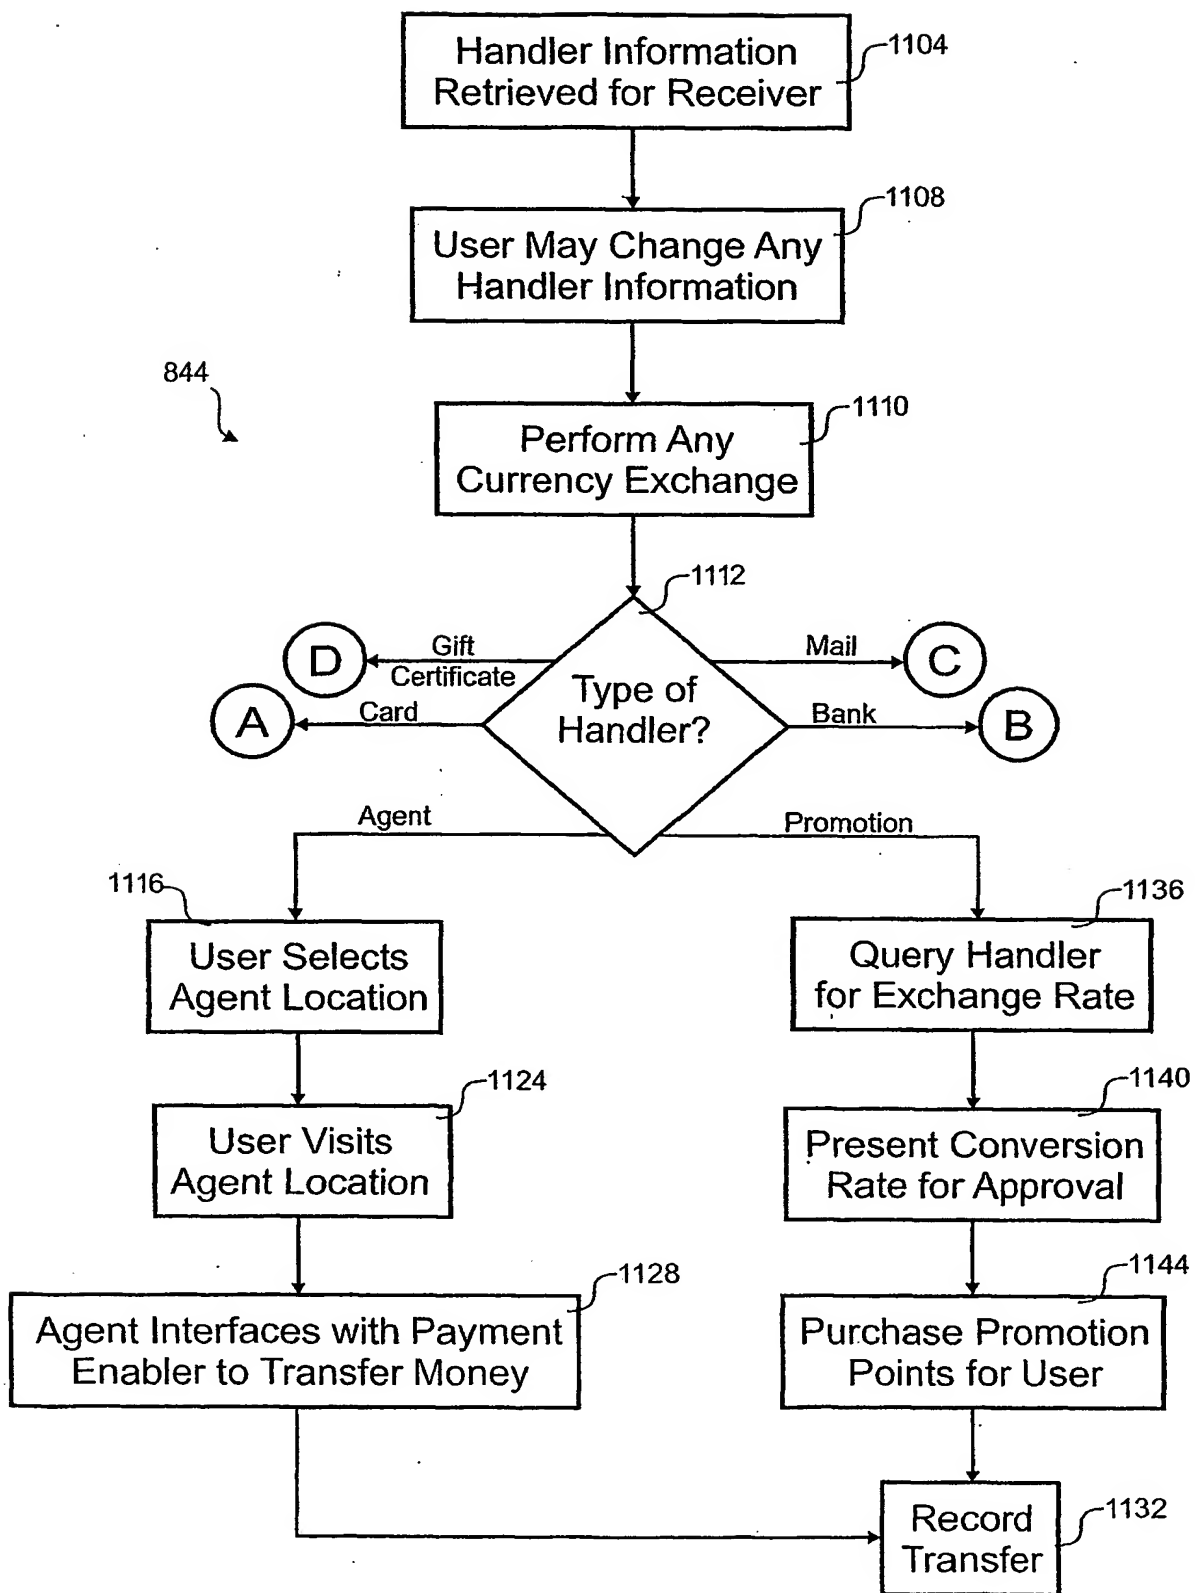 Handler Information
Retrieved for Receiver
1104
1108
User May Change Any
Handler Information
844
1110
Perform Any
Currency Exchange
1112
D
Gift
Certificate
Mail
C
Type of
Handler?
A
Card
Bank
B
Agent
Promotion
1116
User Selects
Agent Location
1136
Query Handler
for Exchange Rate
1124
User Visits
Agent Location
1140
Present Conversion
Rate for Approval
1128
Agent Interfaces with Payment
Enabler to Transfer Money
1144
Purchase Promotion
Points for User
Record
Transfer
1132